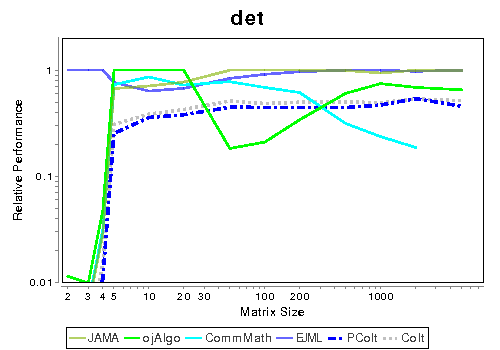 det
Relative Performance
1
0.1
0.01
2 3 4 5 10 20 30 50 100 200 1000
Matrix Size
JAMA ojAlgo CommMath EJML PColt Colt